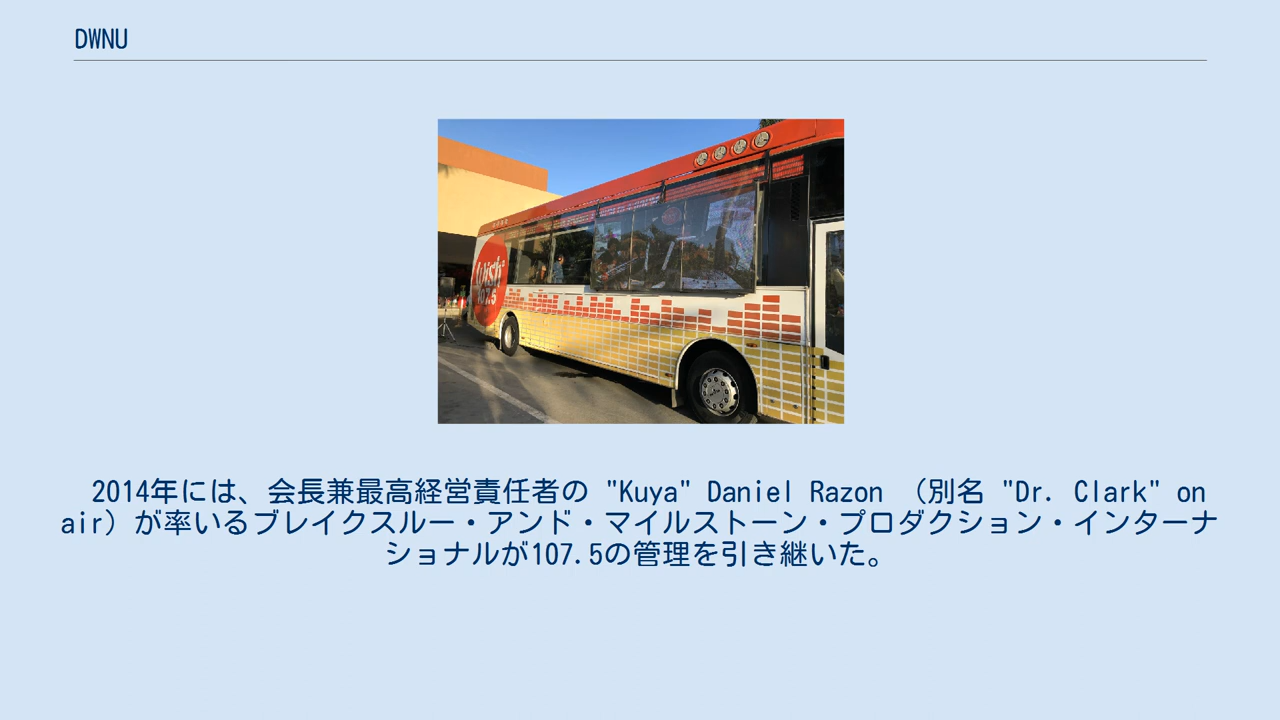 DWNU
Wish
107.5
2014年には、会長兼最高経営責任者の "Kuya" Daniel Razon （別名 "Dr. Clark" on
air）が率いるブレイクスルー・アンド・マイルストーン・プロダクション・インターナ
ショナルが107.5の管理を引き継いた。